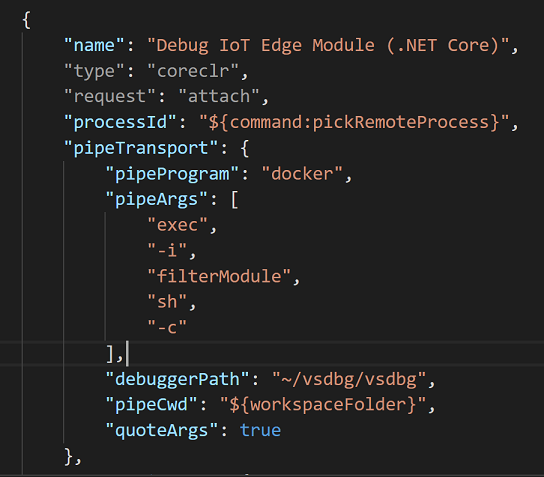 {
"name": "Debug IoT Edge Module (.NET Core)",
"type": "coreclr",
"request": "attach",
"processId": "${command:pickRemoteProcess}",
"pipeTransport": {
"pipeProgram": "docker",
"pipeArgs": [
"exec",
"-i",
"filterModule",
"sh",
"-c"
],
"debuggerPath": "~/vsdbg/vsdbg",
"pipeCwd": "${workspaceFolder}",
"quoteArgs": true
},